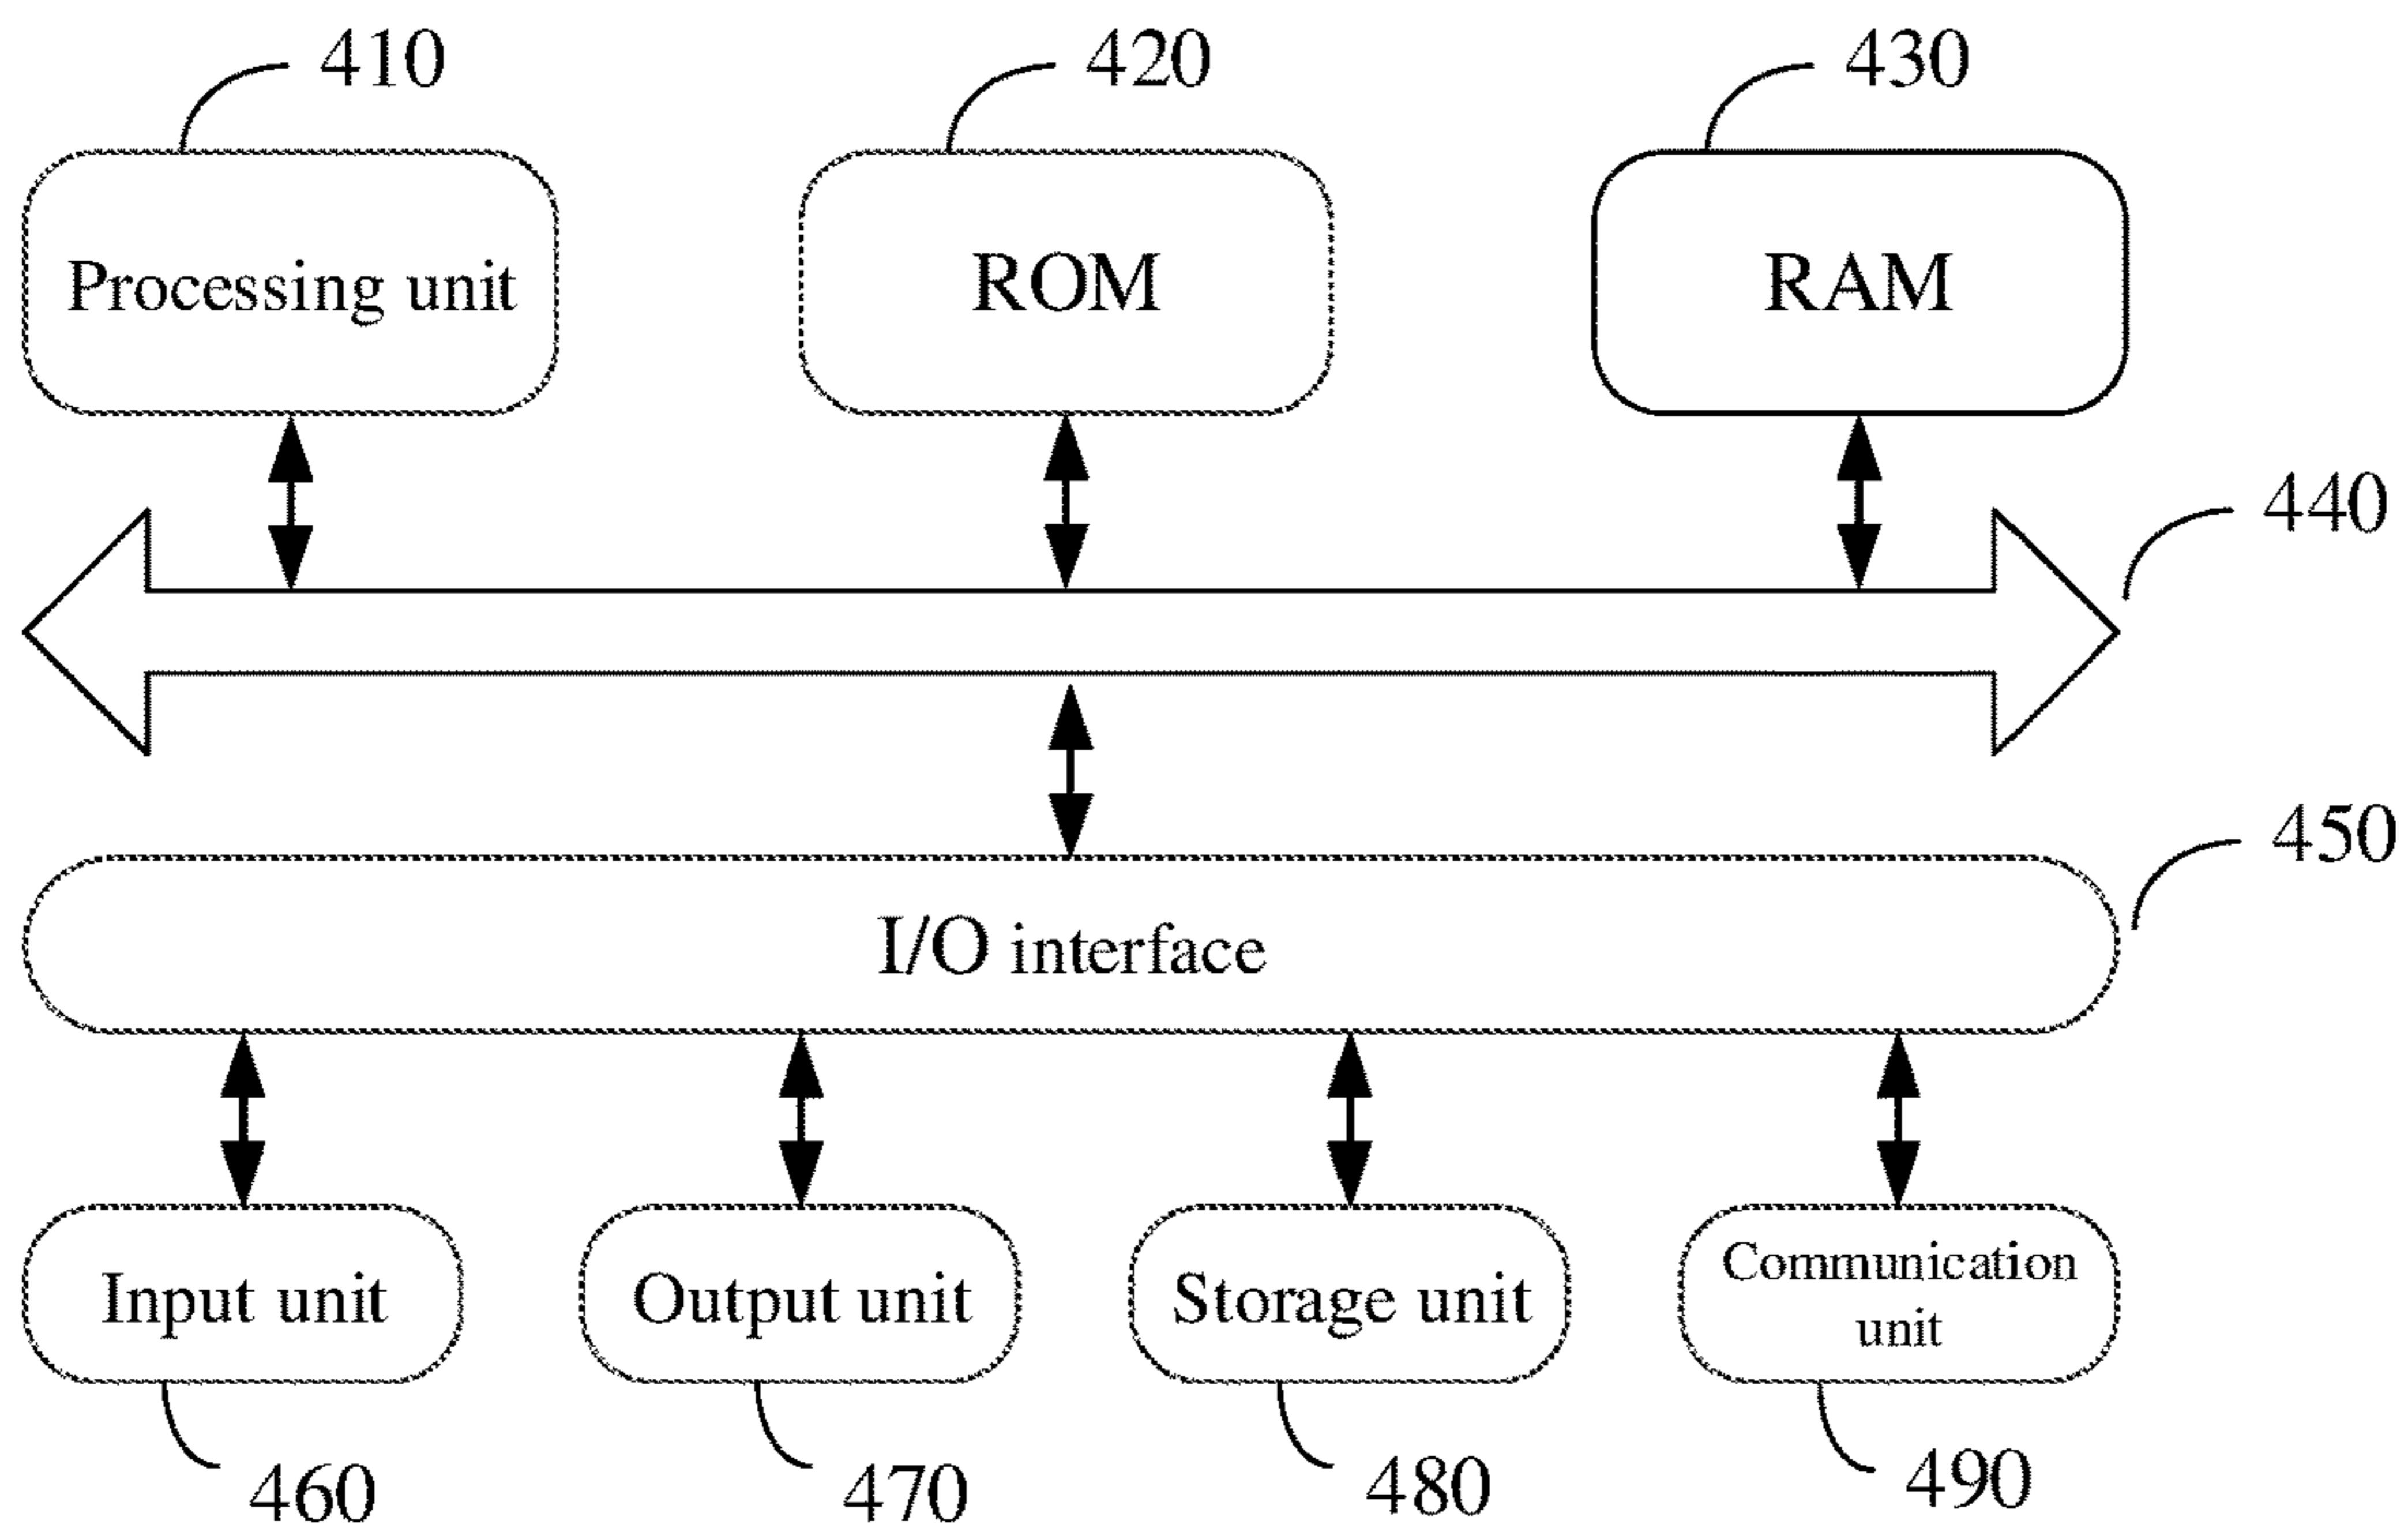 410
420
430
Processing unit
ROM
RAM
440
450
I/O interface
Input unit
Output unit
Storage unit
Communication
unit
460
470
480
490